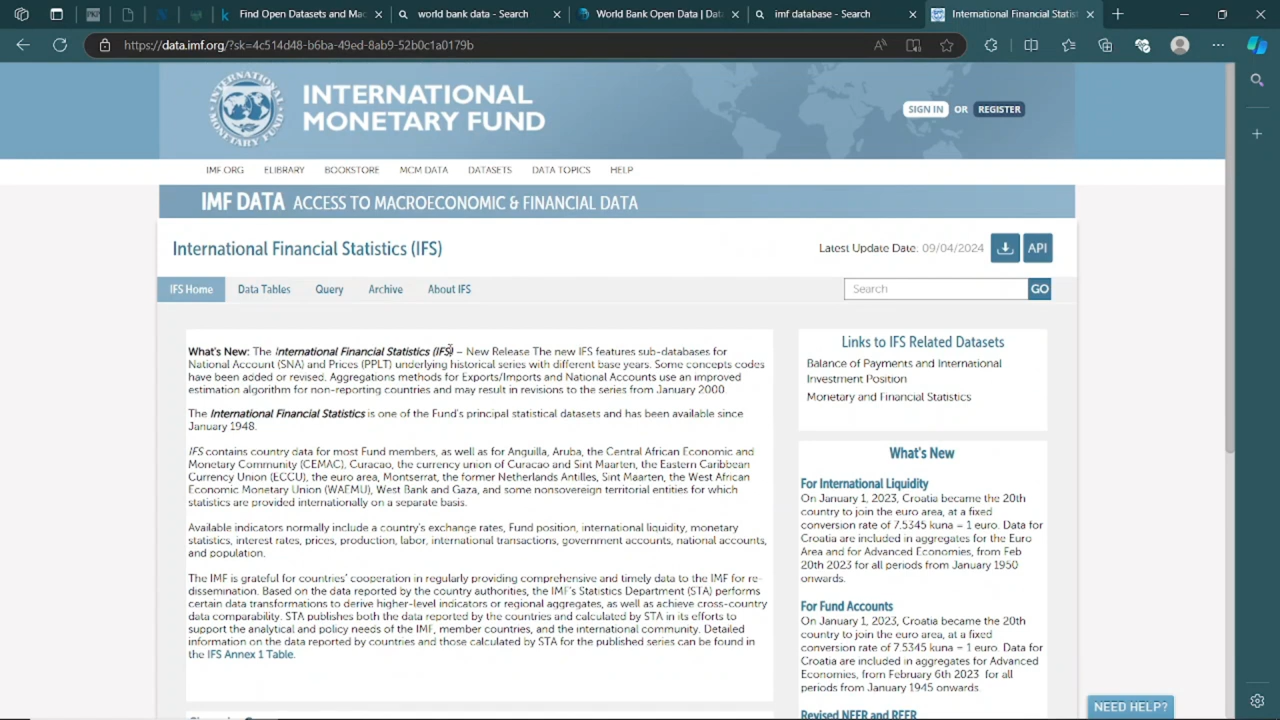 Find Open Datasets and Mac
world bank data - Search
World Bank Open Data | Dat
imf database - Search
International Financial Statist
https://data.imf.org/?sk=4c514d48-b6ba-49ed-8ab9-52b0c1a0179b
INTERNATIONAL
MONETARY FUND
SIGN IN OR REGISTER
IMF.ORG ELIBRARY BOOKSTORE MCM DATA DATASETS DATA TOPICS HELP
IMF DATA ACCESS TO MACROECONOMIC & FINANCIAL DATA
International Financial Statistics (IFS)
Latest Update Date: 09/04/2024
API
IFS Home Data Tables Query Archive About IFS
Search GO
What's New: The International Financial Statistics (IFS) – New Release The new IFS features sub-databases for
National Account (SNA) and Prices (PPLT) underlying historical series with different base years. Some concepts codes
have been added or revised. Aggregations methods for Exports/Imports and National Accounts use an improved
estimation algorithm for non-reporting countries and may result in revisions to the series from January 2000.
The International Financial Statistics is one of the Fund's principal statistical datasets and has been available since
January 1948.
IFS contains country data for most Fund members, as well as for Anguilla, Aruba, the Central African Economic and
Monetary Community (CEMAC), Curacao, the currency union of Curacao and Sint Maarten, the Eastern Caribbean
Currency Union (ECCU), the euro area, Montserrat, the former Netherlands Antilles, Sint Maarten, the West African
Economic Monetary Union (WAEMU), West Bank and Gaza, and some nonsovereign territorial entities for which
statistics are provided internationally on a separate basis.
Available indicators normally include a country's exchange rates, Fund position, international liquidity, monetary
statistics, interest rates, prices, production, labor, international transactions, government accounts, national accounts,
and population.
The IMF is grateful for countries' cooperation in regularly providing comprehensive and timely data to the IMF for re-
dissemination. Based on the data reported by the country authorities, the IMF's Statistics Department (STA) performs
certain data transformations to derive higher-level indicators or regional aggregates, as well as achieve cross-country
data comparability. STA publishes both the data reported by the countries and calculated by STA in its efforts to
support the analytical and policy needs of the IMF, member countries, and the international community. Detailed
information on the data reported by countries and those calculated by STA for the published series can be found in
the IFS Annex 1 Table.
Links to IFS Related Datasets
Balance of Payments and International
Investment Position
Monetary and Financial Statistics
What's New
For International Liquidity
On January 1, 2023, Croatia became the 20th
country to join the euro area, at a fixed
conversion rate of 7.5345 kuna = 1 euro. Data for
Croatia are included in aggregates for the Euro
Area and for Advanced Economies, from Feb
20th 2023 for all periods from January 1950
onwards.
For Fund Accounts
On January 1, 2023, Croatia became the 20th
country to join the euro area, at a fixed
conversion rate of 7.5345 kuna = 1 euro. Data for
Croatia are included in aggregates for Advanced
Economies, from February 6th 2023 for all
periods from January 1945 onwards.
Revised NEER and REER
NEED HELP?